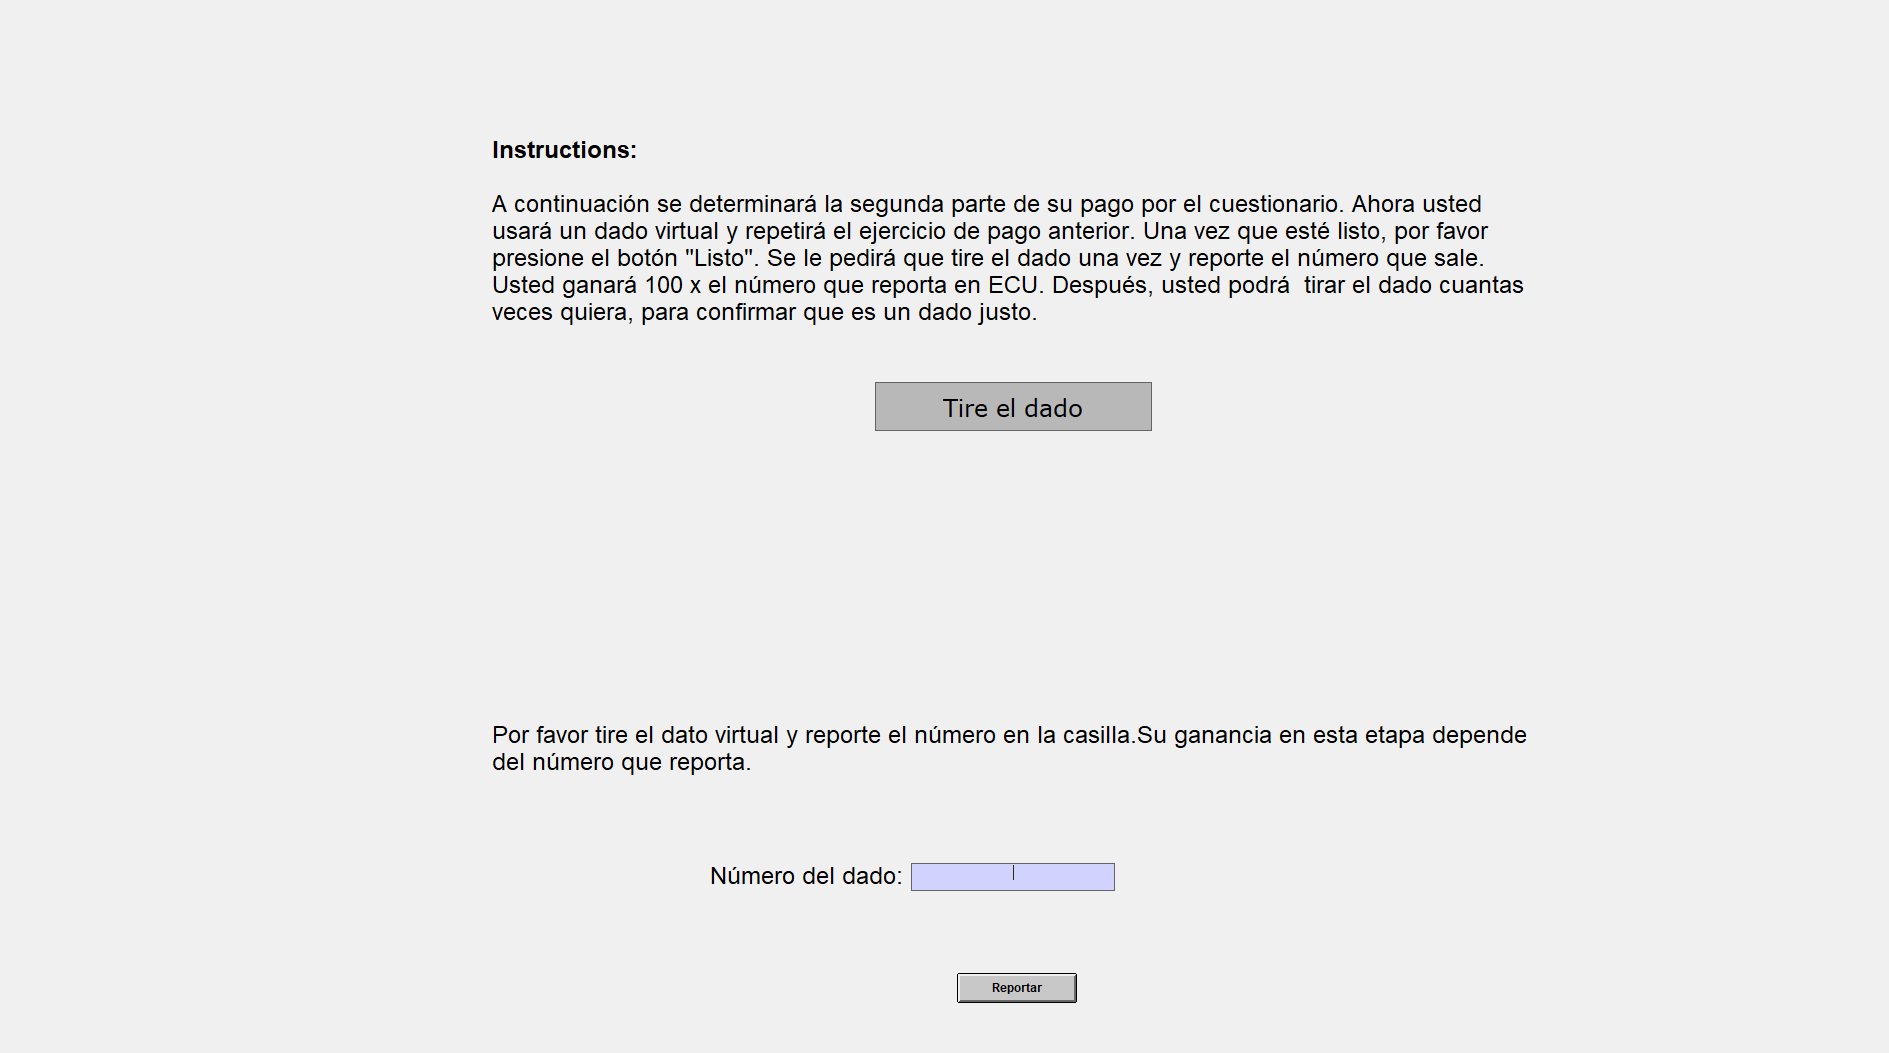 Instructions:
A continuación se determinará la segunda parte de su pago por el cuestionario. Ahora usted
usará un dado virtual y repetirá el ejercicio de pago anterior. Una vez que esté listo, por favor
presione el botón "Listo". Se le pedirá que tire el dado una vez y reporte el número que sale.
Usted ganará 100 x el número que reporta en ECU. Después, usted podrá  tirar el dado cuantas
veces quiera, para confirmar que es un dado justo.
Tire el dado
Por favor tire el dato virtual y reporte el número en la casilla.Su ganancia en esta etapa depende
del número que reporta.
Número del dado:
Reportar